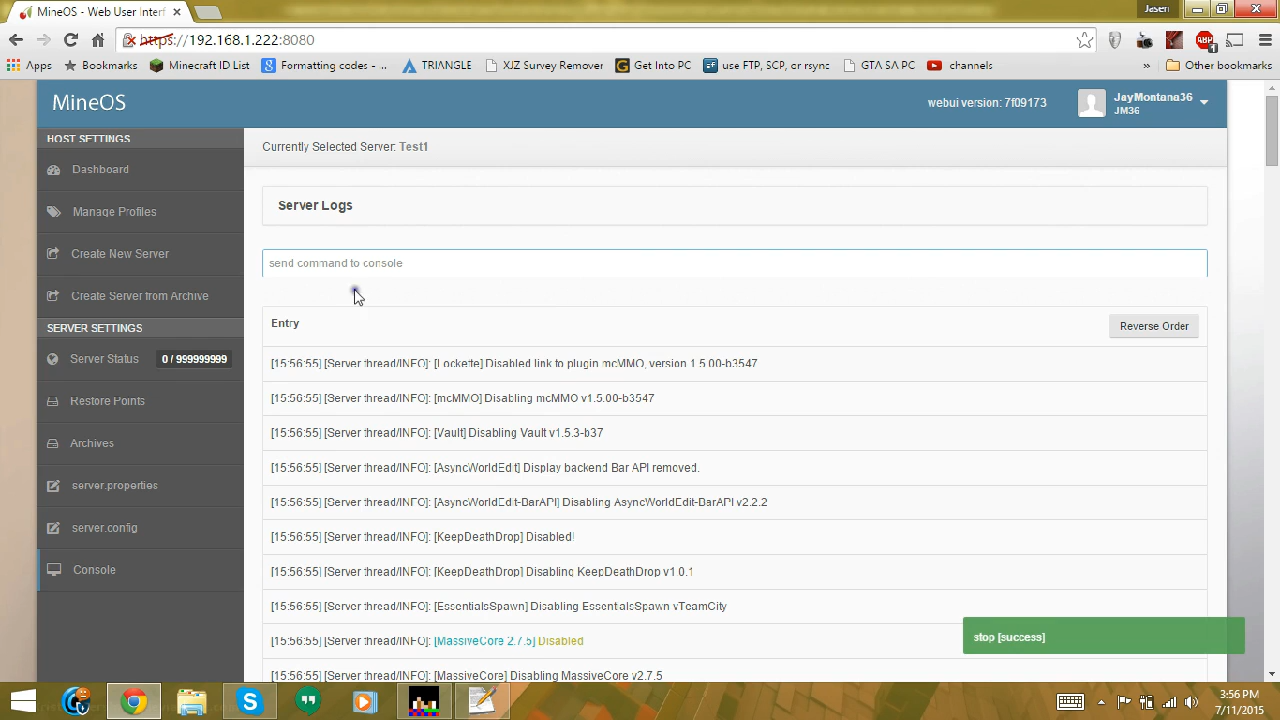 MineOS - Web User Interf
Jasen
https://192.168.1.222:8080
Apps
Bookmarks
Minecraft ID List
Formatting codes - ...
TRIANGLE
XJZ Survey Remover
Get Into PC
use FTP, SCP, or rsync
GTA SA PC
channels
»
Other bookmarks
MineOS
webui version: 7f09173
JayMontana36
JM36
HOST SETTINGS
Dashboard
Manage Profiles
Create New Server
Create Server from Archive
SERVER SETTINGS
Server Status 0 / 999999999
Restore Points
Archives
server.properties
server.config
Console
Currently Selected Server: Test1
Server Logs
send command to console
Entry
Reverse Order
[15:56:55] [Server thread/INFO]: [Lockette] Disabled link to plugin mcMMO, version 1.5.00-b3547
[15:56:55] [Server thread/INFO]: [mcMMO] Disabling mcMMO v1.5.00-b3547
[15:56:55] [Server thread/INFO]: [Vault] Disabling Vault v1.5.3-b37
[15:56:55] [Server thread/INFO]: [AsyncWorldEdit] Display backend Bar API removed.
[15:56:55] [Server thread/INFO]: [AsyncWorldEdit-BarAPI] Disabling AsyncWorldEdit-BarAPI v2.2.2
[15:56:55] [Server thread/INFO]: [KeepDeathDrop] Disabled!
[15:56:55] [Server thread/INFO]: [KeepDeathDrop] Disabling KeepDeathDrop v1.0.1
[15:56:55] [Server thread/INFO]: [EssentialsSpawn] Disabling EssentialsSpawn vTeamCity
[15:56:55] [Server thread/INFO]: [MassiveCore 2.7.5] Disabled
[15:56:55] [Server thread/INFO]: [MassiveCore] Disabling MassiveCore v2.7.5
stop [success]
3:56 PM
7/11/2015